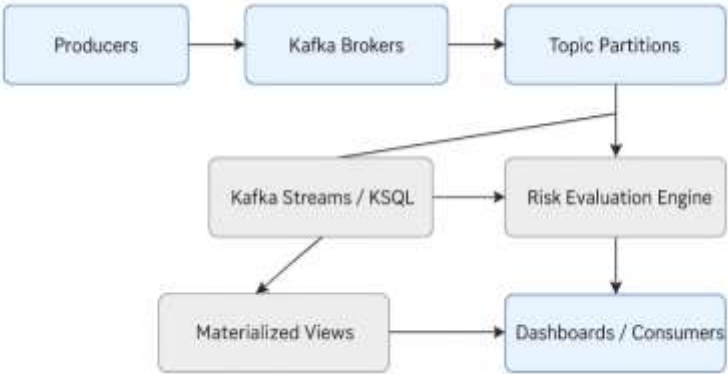 Producers
Kafka Brokers
Topic Partitions
Kafka Streams / KSQL
Risk Evaluation Engine
Materialized Views
Dashboards / Consumers